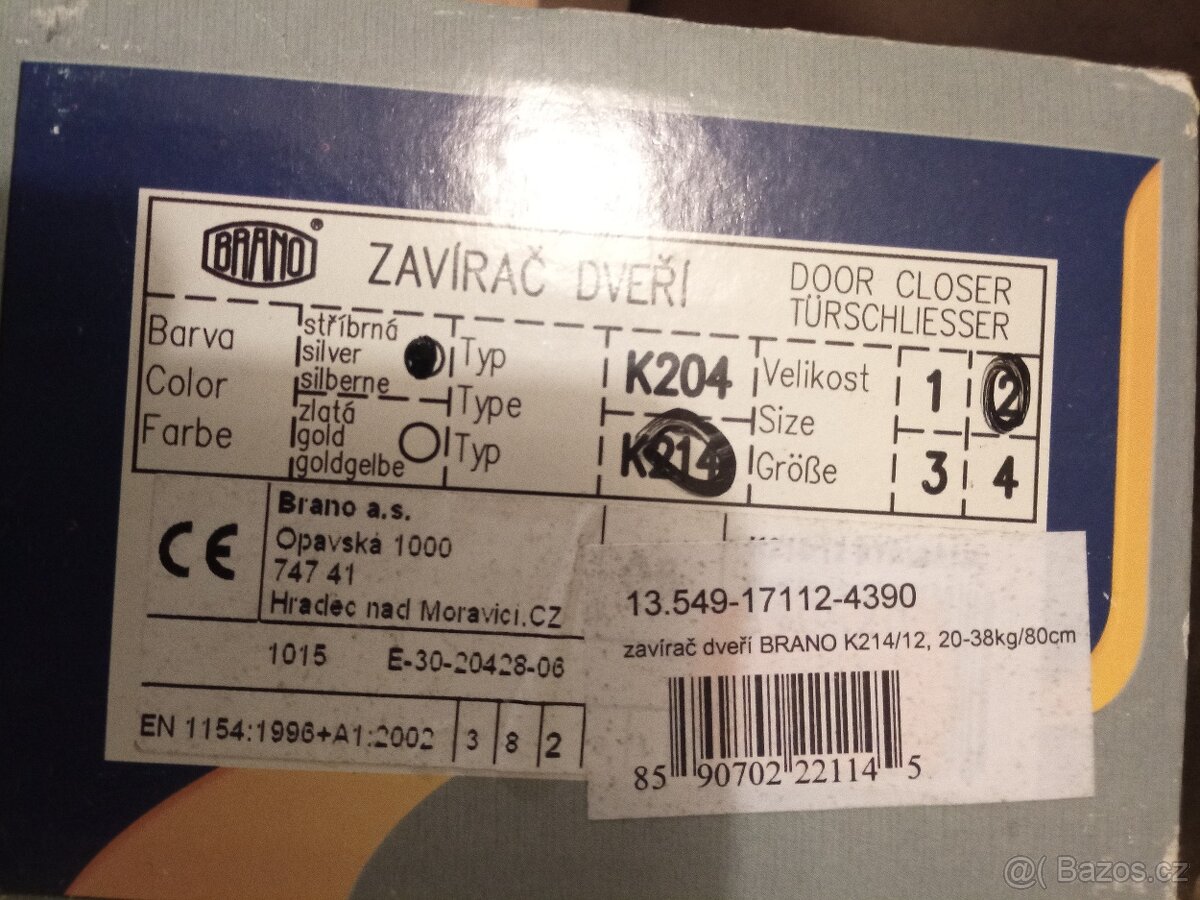 BRANO ®
ZAVÍRAČ DVEŘÍ
DOOR CLOSER
TÜRSCHLIESSER
Barva
Color
Farbe
stříbrná
silver
silberne
zlatá
gold
goldgelbe
Typ
Type
Typ
K204
K214
Velikost
Size
Größe
1 2
3 4
CE
Brano a.s.
Opavská 1000
747 41
Hradec nad Moravicí.CZ
1015 E-30-20428-06
EN 1154:1996+A1:2002 3 8 2
13.549-17112-4390
zavírač dveří BRANO K214/12, 20-38kg/80cm
85 90702 22114 5
@( Bazos.cz